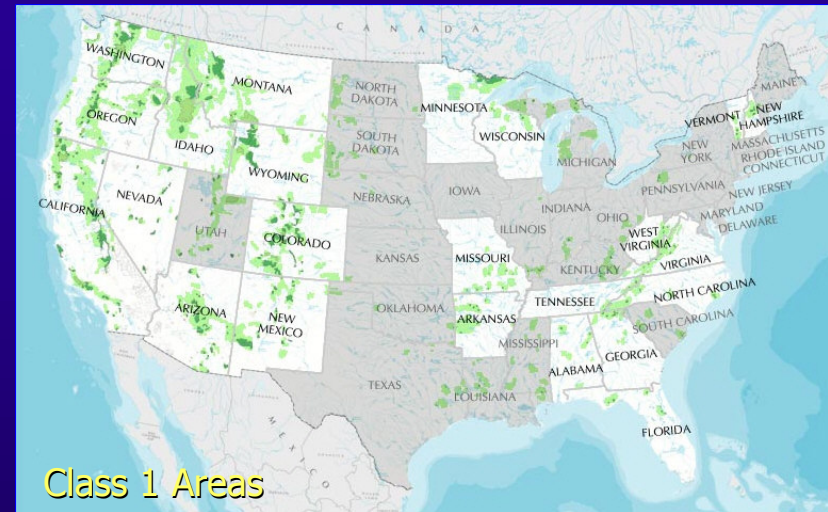 CANADA
WASHINGTON
MONTANA
NORTH
DAKOTA
MINNESOTA
MAINE
OREGON
VERMONT
NEW
HAMPSHIRE
IDAHO
SOUTH
DAKOTA
WISCONSIN
MICHIGAN
NEW
YORK
MASSACHUSETTS
RHODE ISLAND
CONNECTICUT
WYOMING
NEVADA
NEBRASKA
IOWA
PENNSYLVANIA
NEW JERSEY
CALIFORNIA
UTAH
COLORADO
ILLINOIS
INDIANA
OHIO
MARYLAND
DELAWARE
WEST
VIRGINIA
KANSAS
MISSOURI
KENTUCKY
VIRGINIA
ARIZONA
NEW
MEXICO
OKLAHOMA
ARKANSAS
TENNESSEE
NORTH CAROLINA
SOUTH CAROLINA
MISSISSIPPI
ALABAMA
GEORGIA
TEXAS
LOUISIANA
FLORIDA
MEXICO
Class 1 Areas